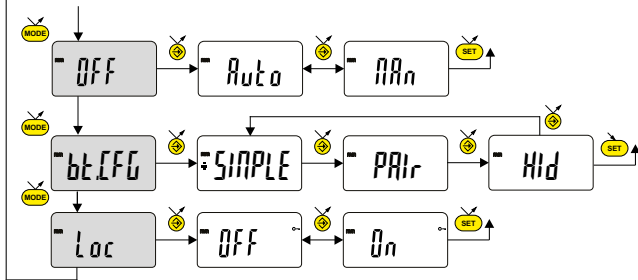 MODE
OFF Auto MAn SET
MODE
bt.CFG SIMPLE PAIr HId SET
MODE
Loc OFF On SET